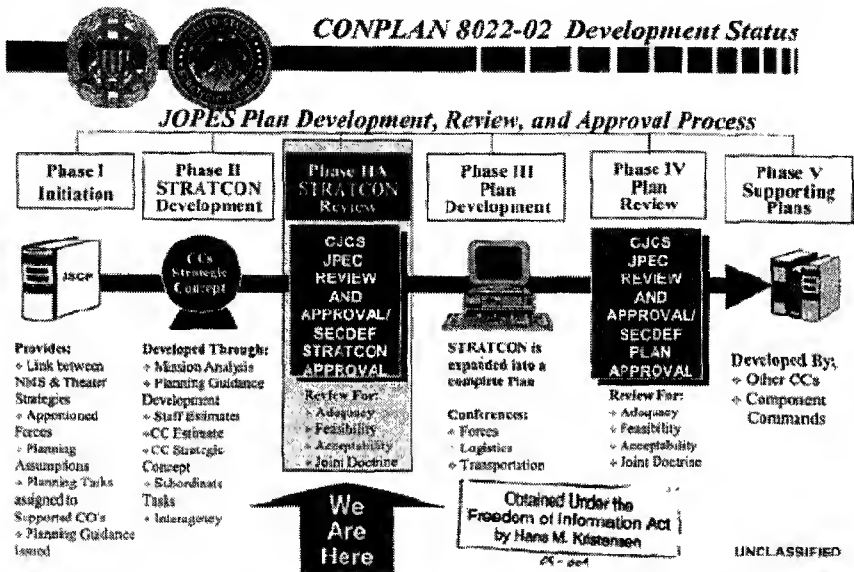 CONPLAN 8022-02 Development Status
JOPES Plan Development, Review, and Approval Process
Phase I
Initiation
Phase II
STRATCON
Development
Phase IIA
STRATCON
Review
Phase III
Plan
Development
Phase IV
Plan
Review
Phase V
Supporting
Plans
JSCP
CCs
Strategic
Concept
CJCS
JPEC
REVIEW
AND
APPROVAL/
SECDEF
STRATCON
APPROVAL
CJCS
JPEC
REVIEW
AND
APPROVAL/
SECDEF
PLAN
APPROVAL
Provides:
+ Link between
NMS & Theater
Strategies
+ Apportioned
Forces
+ Planning
Assumptions
+ Planning Tasks
assigned to
Supported CO's
+ Planning Guidance
issued
Developed Through:
+ Mission Analysis
+ Planning Guidance
Development
+ Staff Estimates
+CC Estimate
+CC Strategic
Concept
+ Subordinate
Tasks
+ Interagency
Review For:
+ Adequacy
+ Feasibility
+ Acceptability
+ Joint Doctrine
We
Are
Here
STRATCON is
expanded into a
complete Plan
Conferences:
+ Forces
Logistics
+ Transportation
Review For:
+ Adequacy
+ Feasibility
+ Acceptability
+ Joint Doctrine
Developed By:
+ Other CCs
+ Component
Commands
Obtained Under the
Freedom of Information Act
by Hans M. Kristensen
UNCLASSIFIED